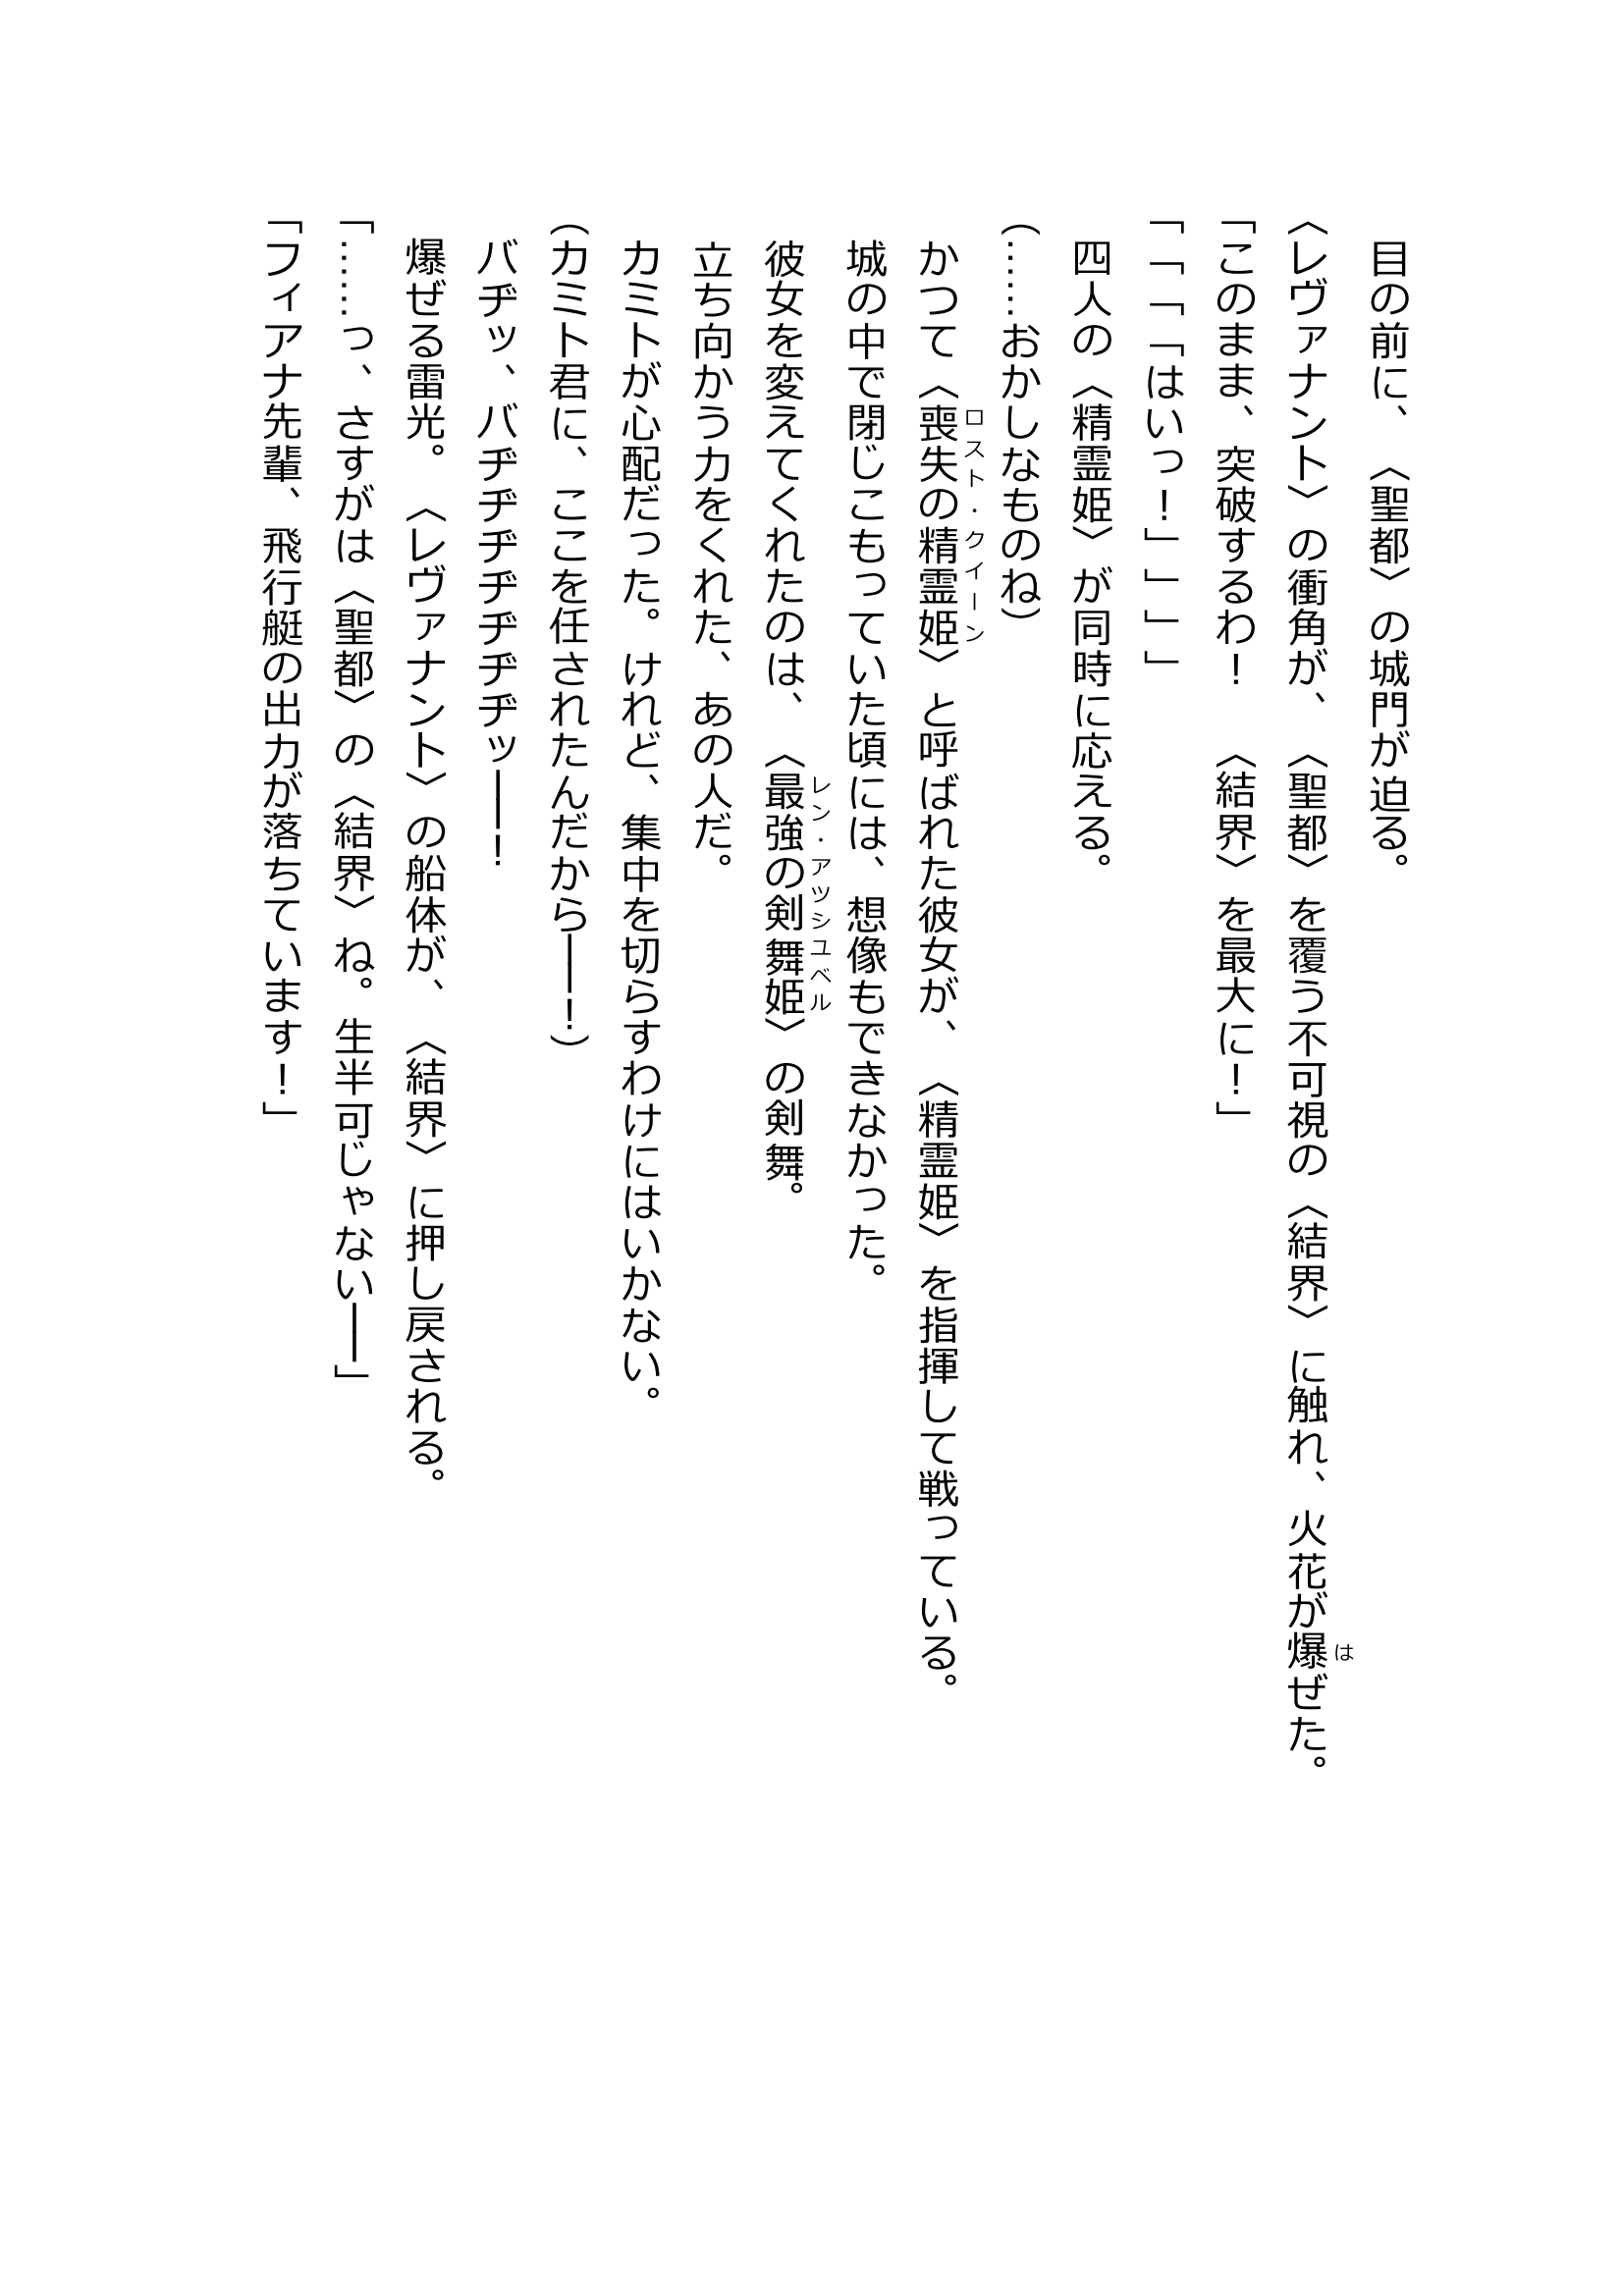 目の前に、〈聖都〉の城門が迫る。
〈レヴァナント〉の衝角が、〈聖都〉を覆う不可視の〈結界〉に触れ、火花が爆ぜた。
は
「このまま、突破するわ！　〈結界〉を最大に！」
「「「「はいっ！」」」」
　四人の〈精霊姫〉が同時に応える。
（……おかしなものね）
　かつて〈喪失の精霊姫〉と呼ばれた彼女が、〈精霊姫〉を指揮して戦っている。
ロスト・クイーン
　城の中で閉じこもっていた頃には、想像もできなかった。
　彼女を変えてくれたのは、〈最強の剣舞姫〉の剣舞。
レン・アツシユベル
　立ち向かう力をくれた、あの人だ。
　カミトが心配だった。けれど、集中を切らすわけにはいかない。
（カミト君に、ここを任されたんだから――！）
　バヂッ、バヂヂヂヂヂヂッ――！
　爆ぜる雷光。〈レヴァナント〉の船体が、〈結界〉に押し戻される。
「……っ、さすがは〈聖都〉の〈結界〉ね。生半可じゃない――」
「フィアナ先輩、飛行艇の出力が落ちています！」